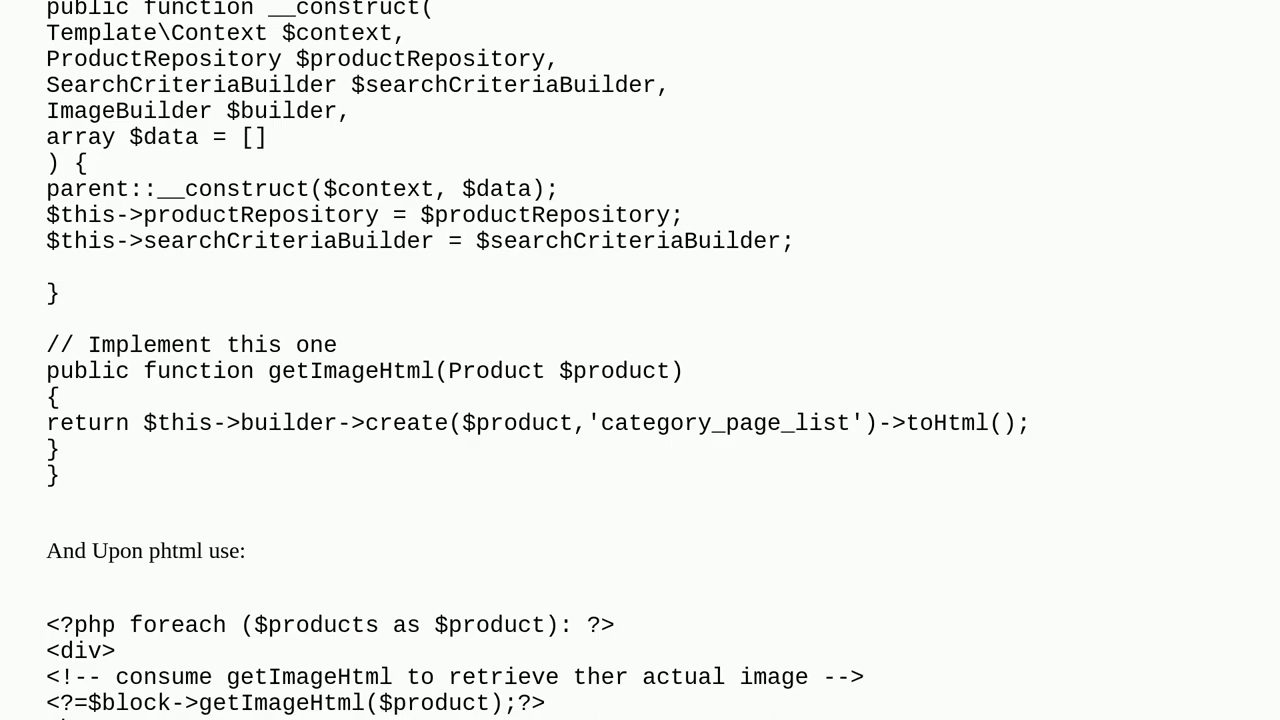 public function __construct(
Template\Context $context,
ProductRepository $productRepository,
SearchCriteriaBuilder $searchCriteriaBuilder,
ImageBuilder $builder,
array $data = []
) {
parent::__construct($context, $data);
$this->productRepository = $productRepository;
$this->searchCriteriaBuilder = $searchCriteriaBuilder;
}
// Implement this one
public function getImageHtml(Product $product)
{
return $this->builder->create($product,'category_page_list')->toHtml();
}
}
And Upon phtml use:
<?php foreach ($products as $product): ?>
<div>
<!-- consume getImageHtml to retrieve ther actual image -->
<?=$block->getImageHtml($product);?>